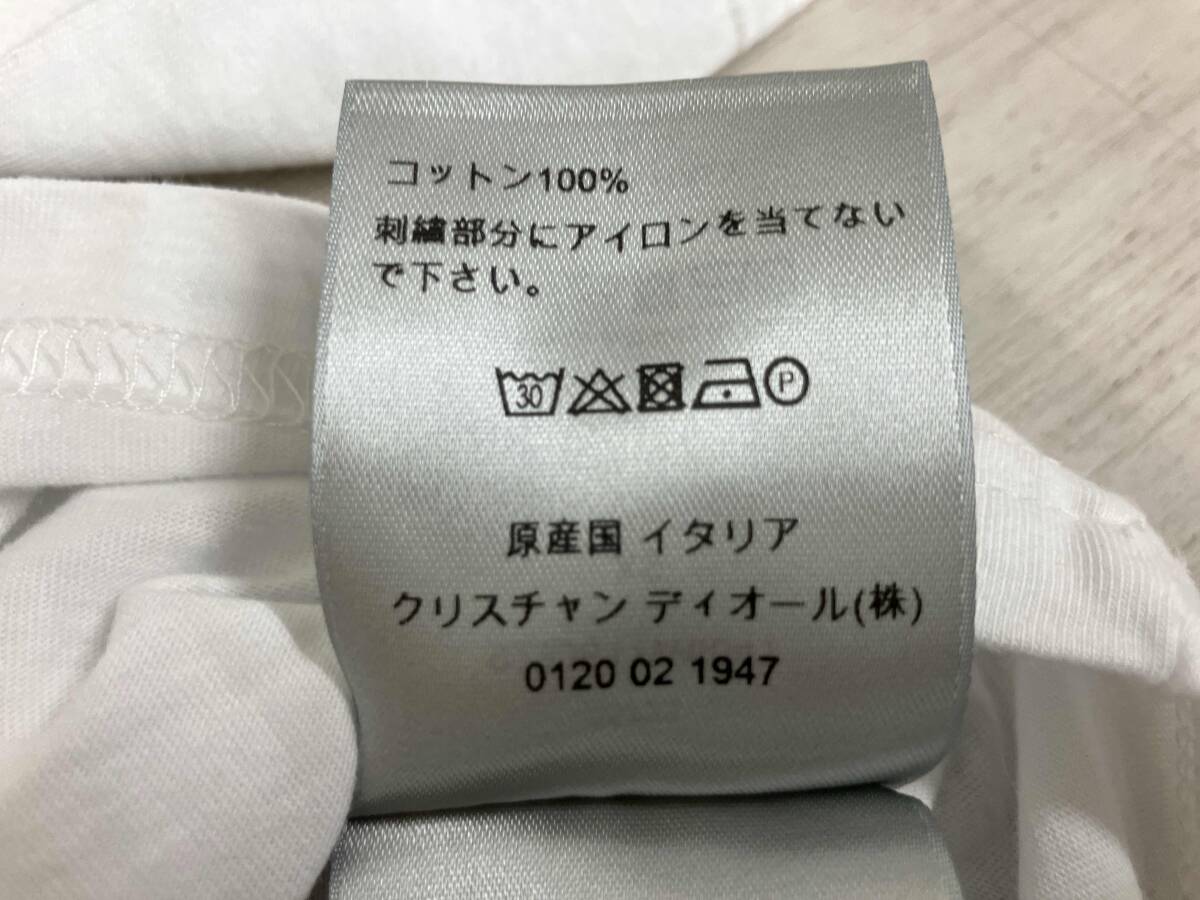 コットン100%
刺繍部分にアイロンを当てない
で下さい。
30 P
原産国 イタリア
クリスチャン ディオール(株)
0120 02 1947